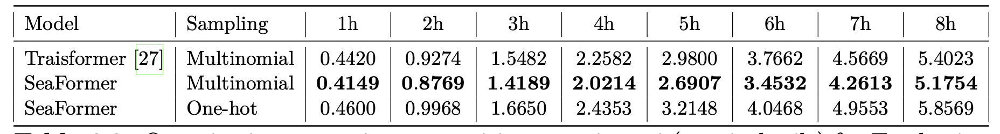 Model Sampling 1h 2h 3h 4h 5h 6h 7h 8h
Traisformer [27] Multinomial 0.4420 0.9274 1.5482 2.2582 2.9800 3.7662 4.5669 5.4023
SeaFormer Multinomial 0.4149 0.8769 1.4189 2.0214 2.6907 3.4532 4.2613 5.1754
SeaFormer One-hot 0.4600 0.9968 1.6650 2.4353 3.2148 4.0468 4.9553 5.8569